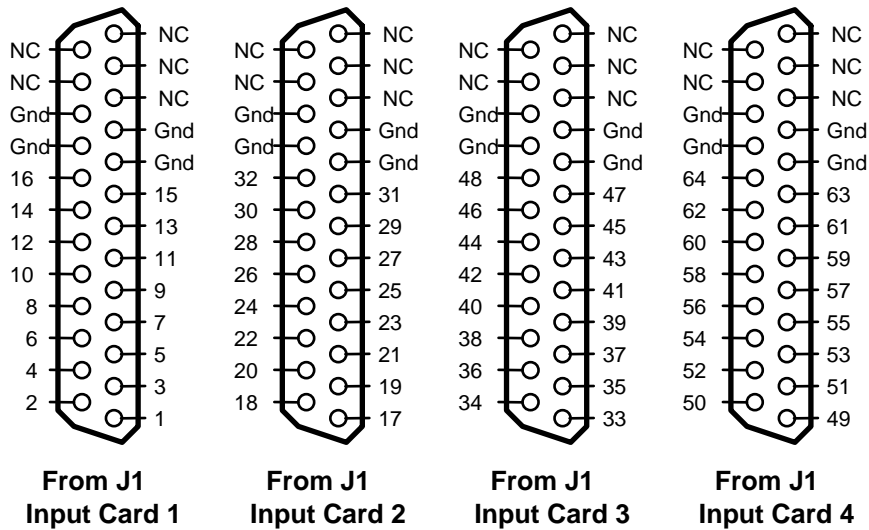 NC NC NC NC
NC NC NC NC
NC NC NC NC
NC NC NC NC
NC NC NC NC
Gnd Gnd Gnd Gnd
Gnd Gnd Gnd Gnd
Gnd Gnd Gnd Gnd
Gnd Gnd Gnd Gnd
16 32 48 64
15 31 47 63
14 30 46 62
13 29 45 61
12 28 44 60
11 27 43 59
10 26 42 58
9 25 41 57
8 24 40 56
7 23 39 55
6 22 38 54
5 21 37 53
4 20 36 52
3 19 35 51
2 18 34 50
1 17 33 49
From J1 From J1 From J1 From J1
Input Card 1 Input Card 2 Input Card 3 Input Card 4